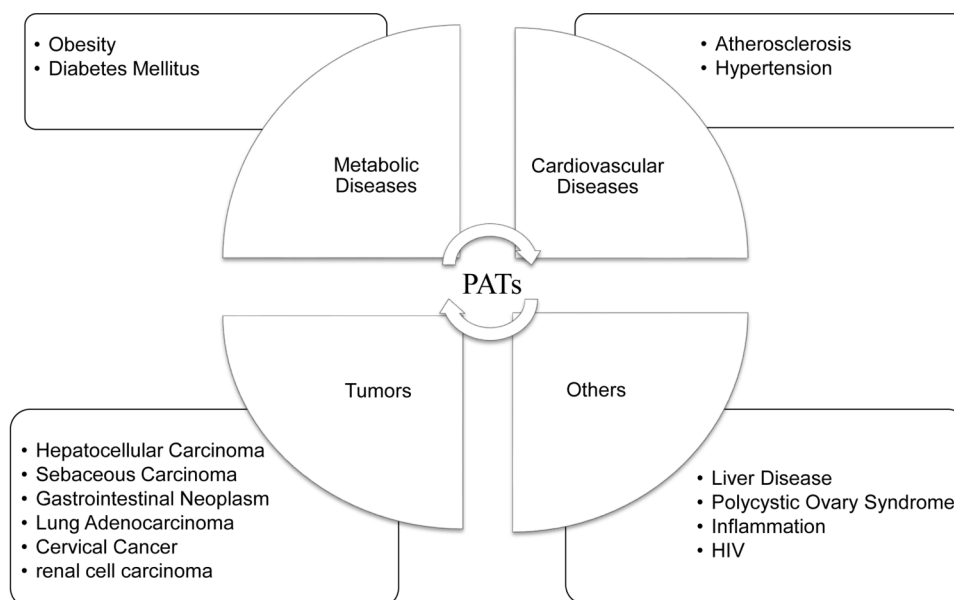 • Obesity
• Diabetes Mellitus
• Atherosclerosis
• Hypertension
Metabolic
Diseases
Cardiovascular
Diseases
PATs
Tumors
Others
• Hepatocellular Carcinoma
• Sebaceous Carcinoma
• Gastrointestinal Neoplasm
• Lung Adenocarcinoma
• Cervical Cancer
• renal cell carcinoma
• Liver Disease
• Polycystic Ovary Syndrome
• Inflammation
• HIV